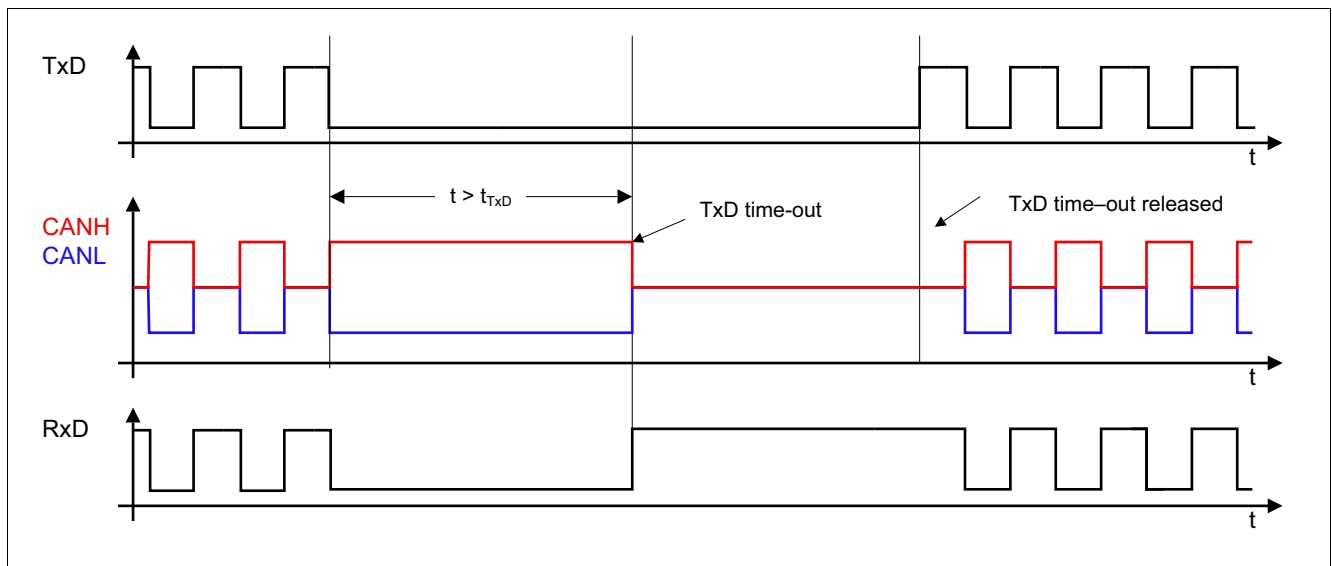 TxD
t
t > tTxD
TxD time-out
TxD time–out released
CANH
CANL
t
RxD
t